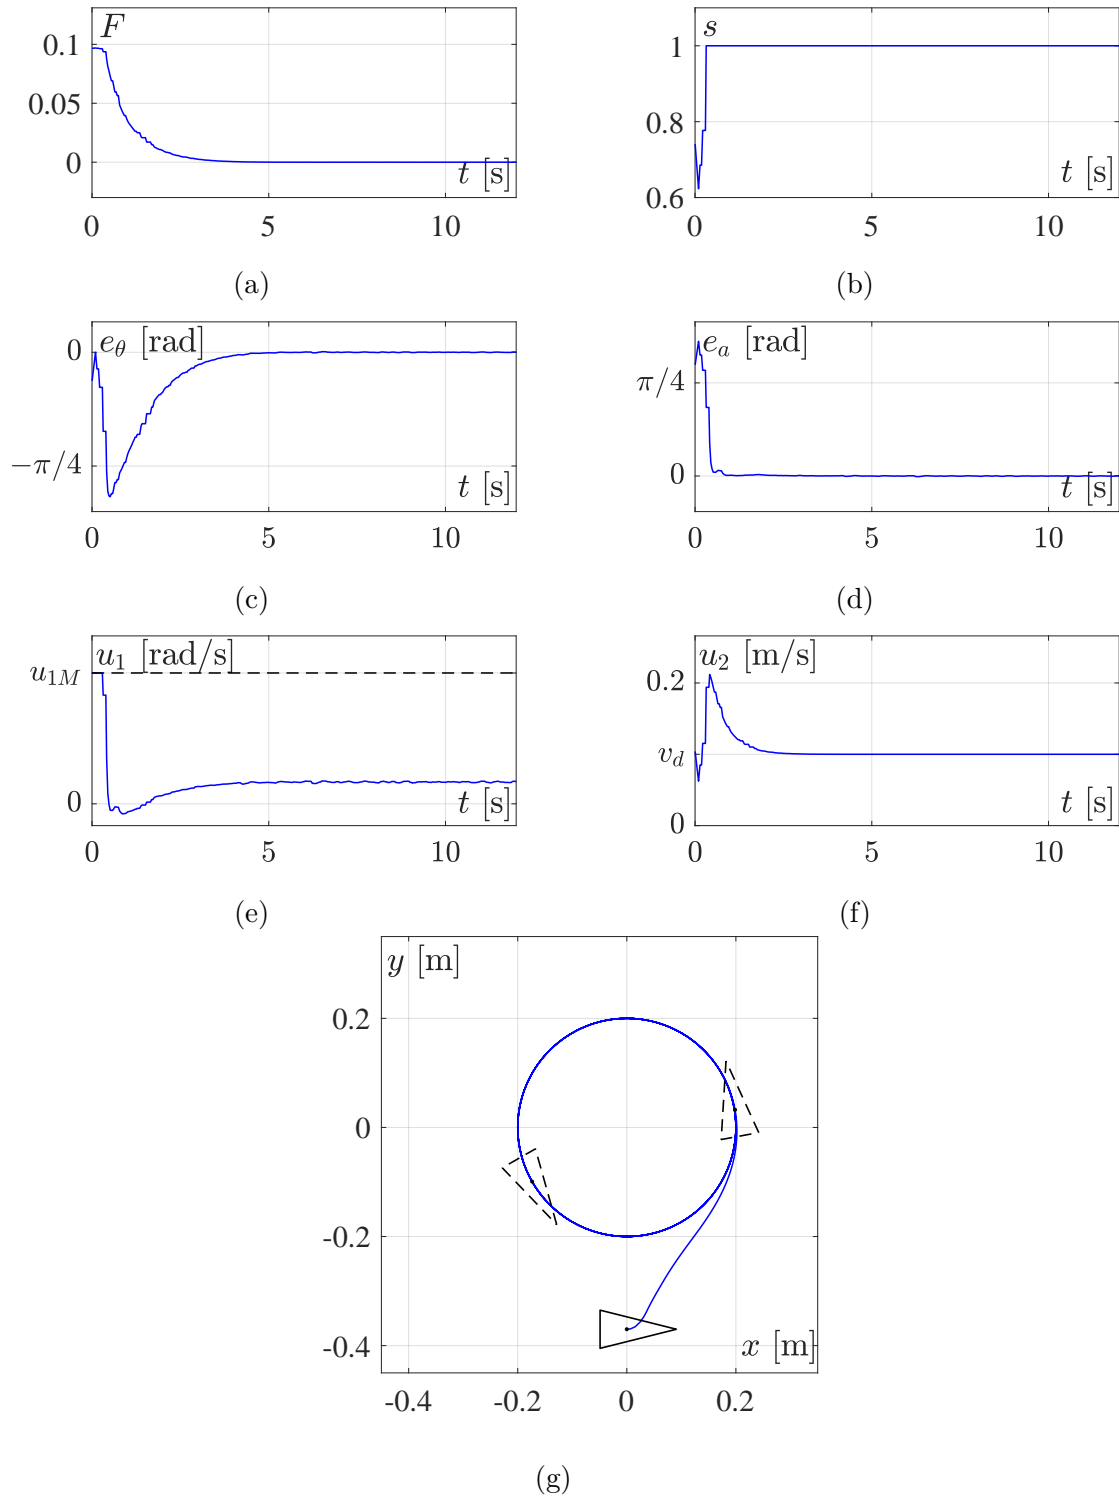 F
0.1
0.05
0
t [s]
0 5 10
(a)
s
1
0.8
0.6
t [s]
0 5 10
(b)
e_θ [rad]
0
−π/4
t [s]
0 5 10
(c)
e_a [rad]
π/4
0
t [s]
0 5 10
(d)
u_1 [rad/s]
u_{1M}
0
t [s]
0 5 10
(e)
u_2 [m/s]
0.2
v_d
0
t [s]
0 5 10
(f)
y [m]
0.2
0
-0.2
-0.4
x [m]
-0.4 -0.2 0 0.2
(g)